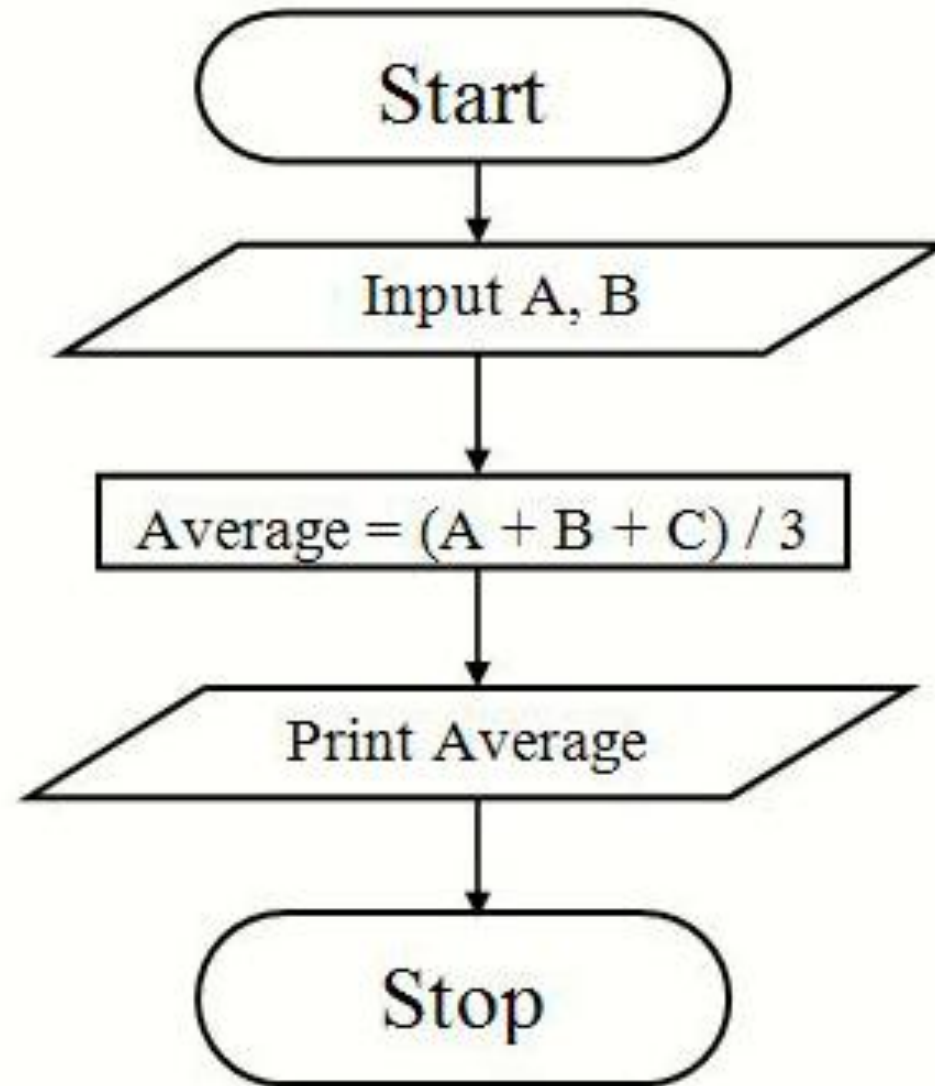 Start
Input A, B
Average = (A + B + C) / 3
Print Average
Stop